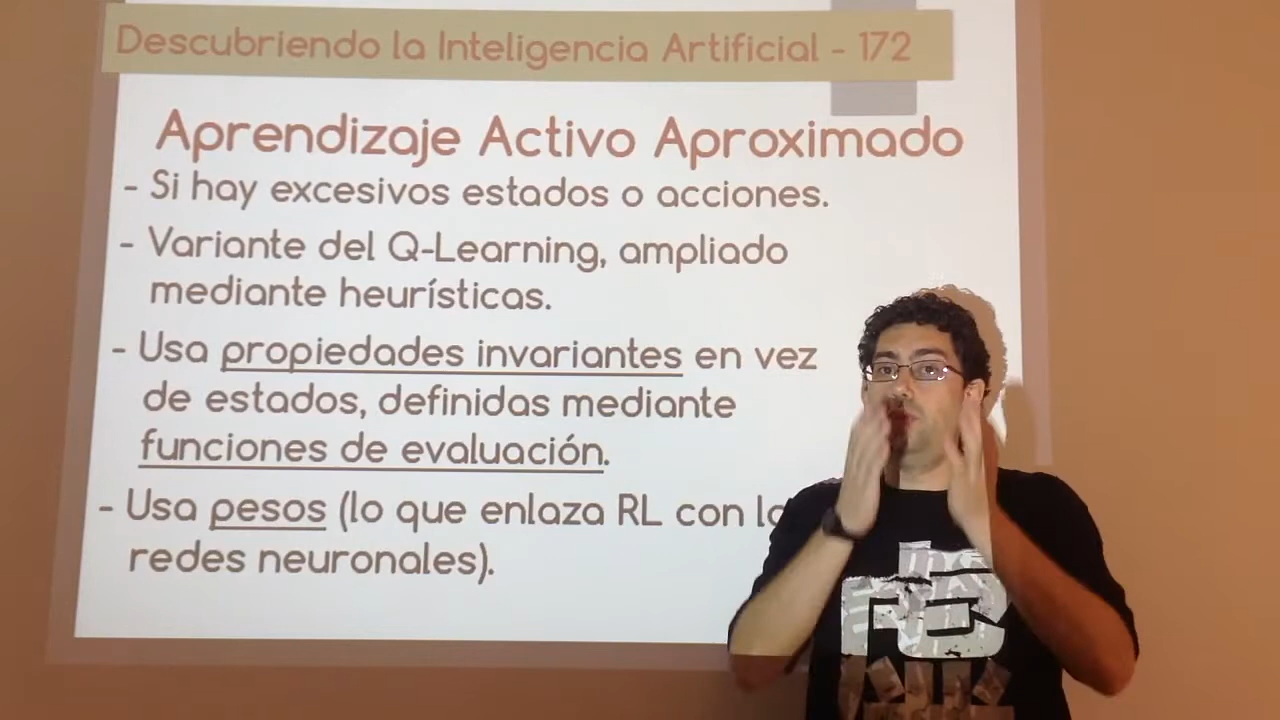 Descubriendo la Inteligencia Artificial - 172
Aprendizaje Activo Aproximado
- Si hay excesivos estados o acciones.
- Variante del Q-Learning, ampliado
mediante heurísticas.
- Usa propiedades invariantes en vez
de estados, definidas mediante
funciones de evaluación.
- Usa pesos (lo que enlaza RL con
redes neuronales).